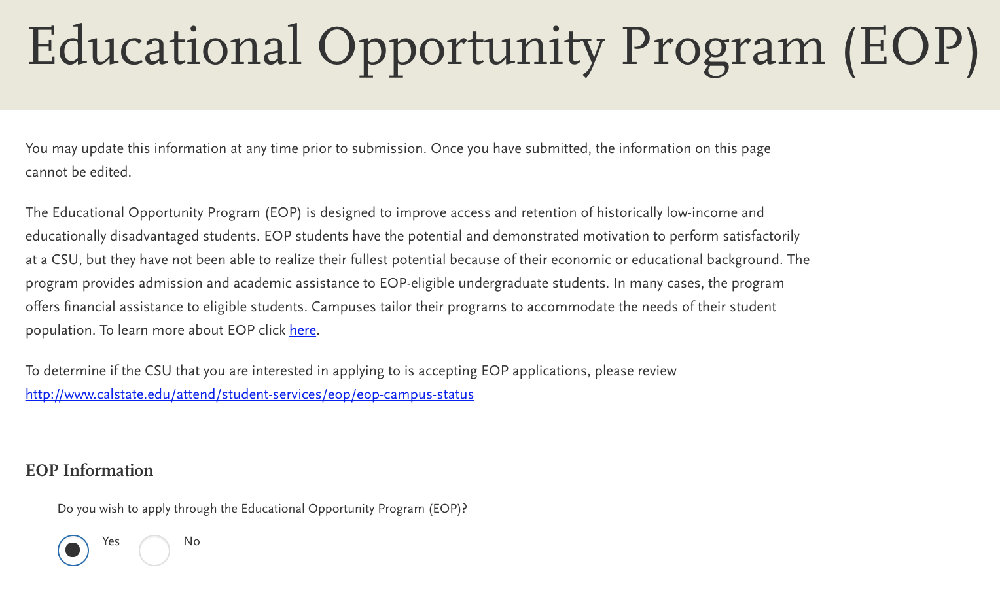 Educational Opportunity Program (EOP)
You may update this information at any time prior to submission. Once you have submitted, the information on this page
cannot be edited.
The Educational Opportunity Program (EOP) is designed to improve access and retention of historically low-income and
educationally disadvantaged students. EOP students have the potential and demonstrated motivation to perform satisfactorily
at a CSU, but they have not been able to realize their fullest potential because of their economic or educational background. The
program provides admission and academic assistance to EOP-eligible undergraduate students. In many cases, the program
offers financial assistance to eligible students. Campuses tailor their programs to accommodate the needs of their student
population. To learn more about EOP click here.
To determine if the CSU that you are interested in applying to is accepting EOP applications, please review
http://www.calstate.edu/attend/student-services/eop/eop-campus-status
EOP Information
Do you wish to apply through the Educational Opportunity Program (EOP)?
Yes No